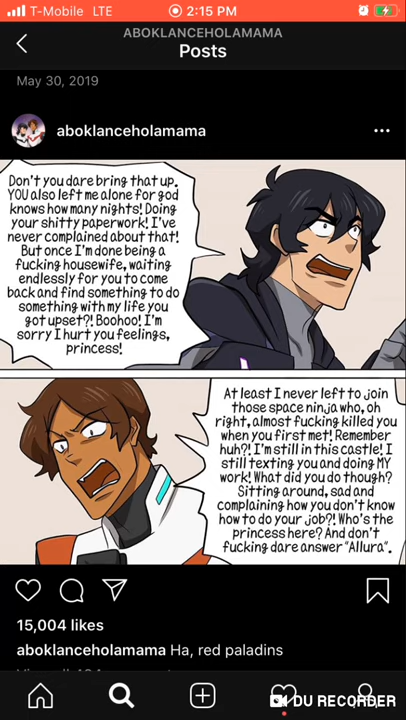 T-Mobile LTE 2:15 PM
ABOKLANCEHOLAMAMA
Posts
May 30, 2019
aboklanceholamama
Don't you dare bring that up.
YOU also left me alone for god
knows how many nights! Doing
your shitty paperwork! I've
never complained about that!
But once I'm done being a
fucking housewife, waiting
endlessly for you to come
back and find something to do
something with my life you
got upset?! Boohoo! I'm
sorry I hurt you feelings,
princess!
At least I never left to join
those space ninja who, oh
right, almost fucking killed you
when you first met! Remember
huh?! I'm still in this castle! I
still texting you and doing MY
work! What did you do though?
Sitting around, sad and
complaining how you don't know
how to do your job?! Who's the
princess here? And don't
fucking dare answer "Allura".
15,004 likes
aboklanceholamama Ha, red paladins
DU RECORDER